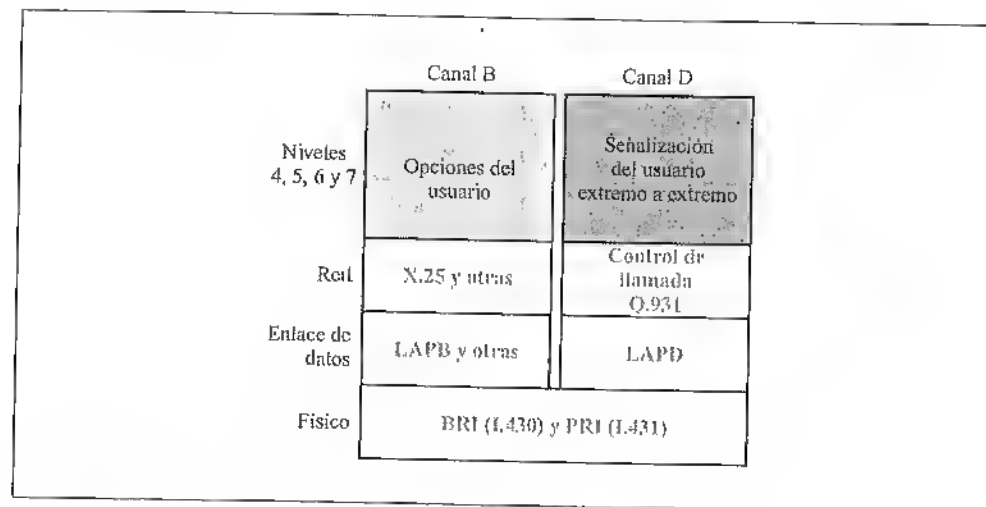 Canal B
Canal D
Niveles
4, 5, 6 y 7
Opciones del
usuario
Señalización
del usuario
extremo a extremo
Red
X.25 y otras
Control de
llamada
Q.931
Enlace de
datos
LAPB y otras
LAPD
Físico
BRI (I.430) y PRI (I.431)